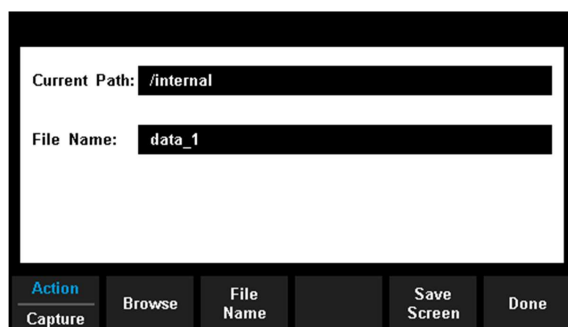 Current Path: /internal
File Name: data_1
Action
Capture
Browse
File
Name
Save
Screen
Done